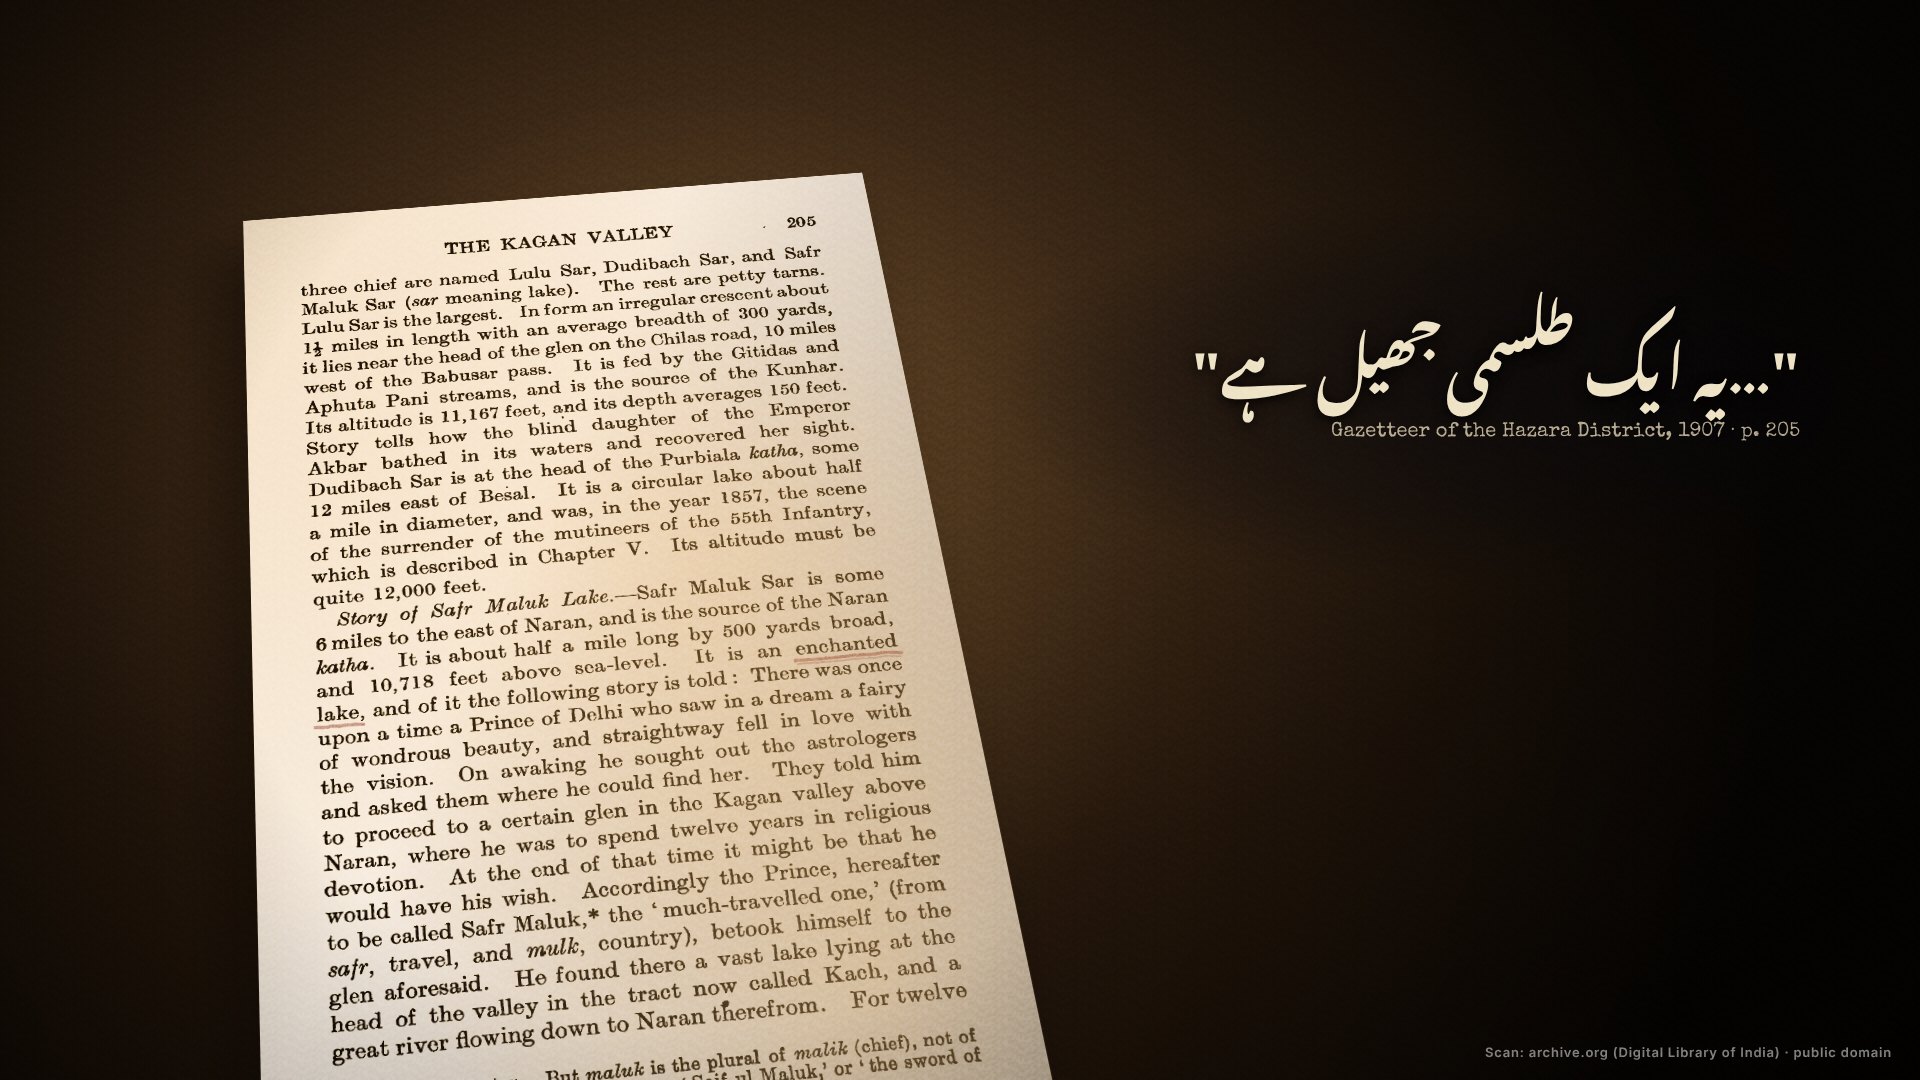 THE KAGAN VALLEY 205
three chief are named Lulu Sar, Dudibach Sar, and Safr
Maluk Sar (sar meaning lake). The rest are petty tarns.
Lulu Sar is the largest. In form an irregular crescent about
1½ miles in length with an average breadth of 300 yards,
it lies near the head of the glen on the Chilas road, 10 miles
west of the Babusar pass. It is fed by the Gitidas and
Aphuta Pani streams, and is the source of the Kunhar.
Its altitude is 11,167 feet, and its depth averages 150 feet.
Story tells how the blind daughter of the Emperor
Akbar bathed in its waters and recovered her sight.
Dudibach Sar is at the head of the Purbiala katha, some
12 miles east of Besal. It is a circular lake about half
a mile in diameter, and was, in the year 1857, the scene
of the surrender of the mutineers of the 55th Infantry,
which is described in Chapter V. Its altitude must be
quite 12,000 feet.
Story of Safr Maluk Lake.—Safr Maluk Sar is some
6 miles to the east of Naran, and is the source of the Naran
katha. It is about half a mile long by 500 yards broad,
and 10,718 feet above sea-level. It is an enchanted
lake, and of it the following story is told : There was once
upon a time a Prince of Delhi who saw in a dream a fairy
of wondrous beauty, and straightway fell in love with
the vision. On awaking he sought out the astrologers
and asked them where he could find her. They told him
to proceed to a certain glen in the Kagan valley above
Naran, where he was to spend twelve years in religious
devotion. At the end of that time it might be that he
would have his wish. Accordingly the Prince, hereafter
to be called Safr Maluk,* the ‘much-travelled one,’ (from
safr, travel, and mulk, country), betook himself to the
glen aforesaid. He found there a vast lake lying at the
head of the valley in the tract now called Kach, and a
great river flowing down to Naran therefrom. For twelve
But maluk is the plural of malik (chief), not of
ul Maluk,’ or ‘the sword of
"...یہ ایک طلسمی جھیل ہے"
Gazetteer of the Hazara District, 1907 · p. 205
Scan: archive.org (Digital Library of India) · public domain